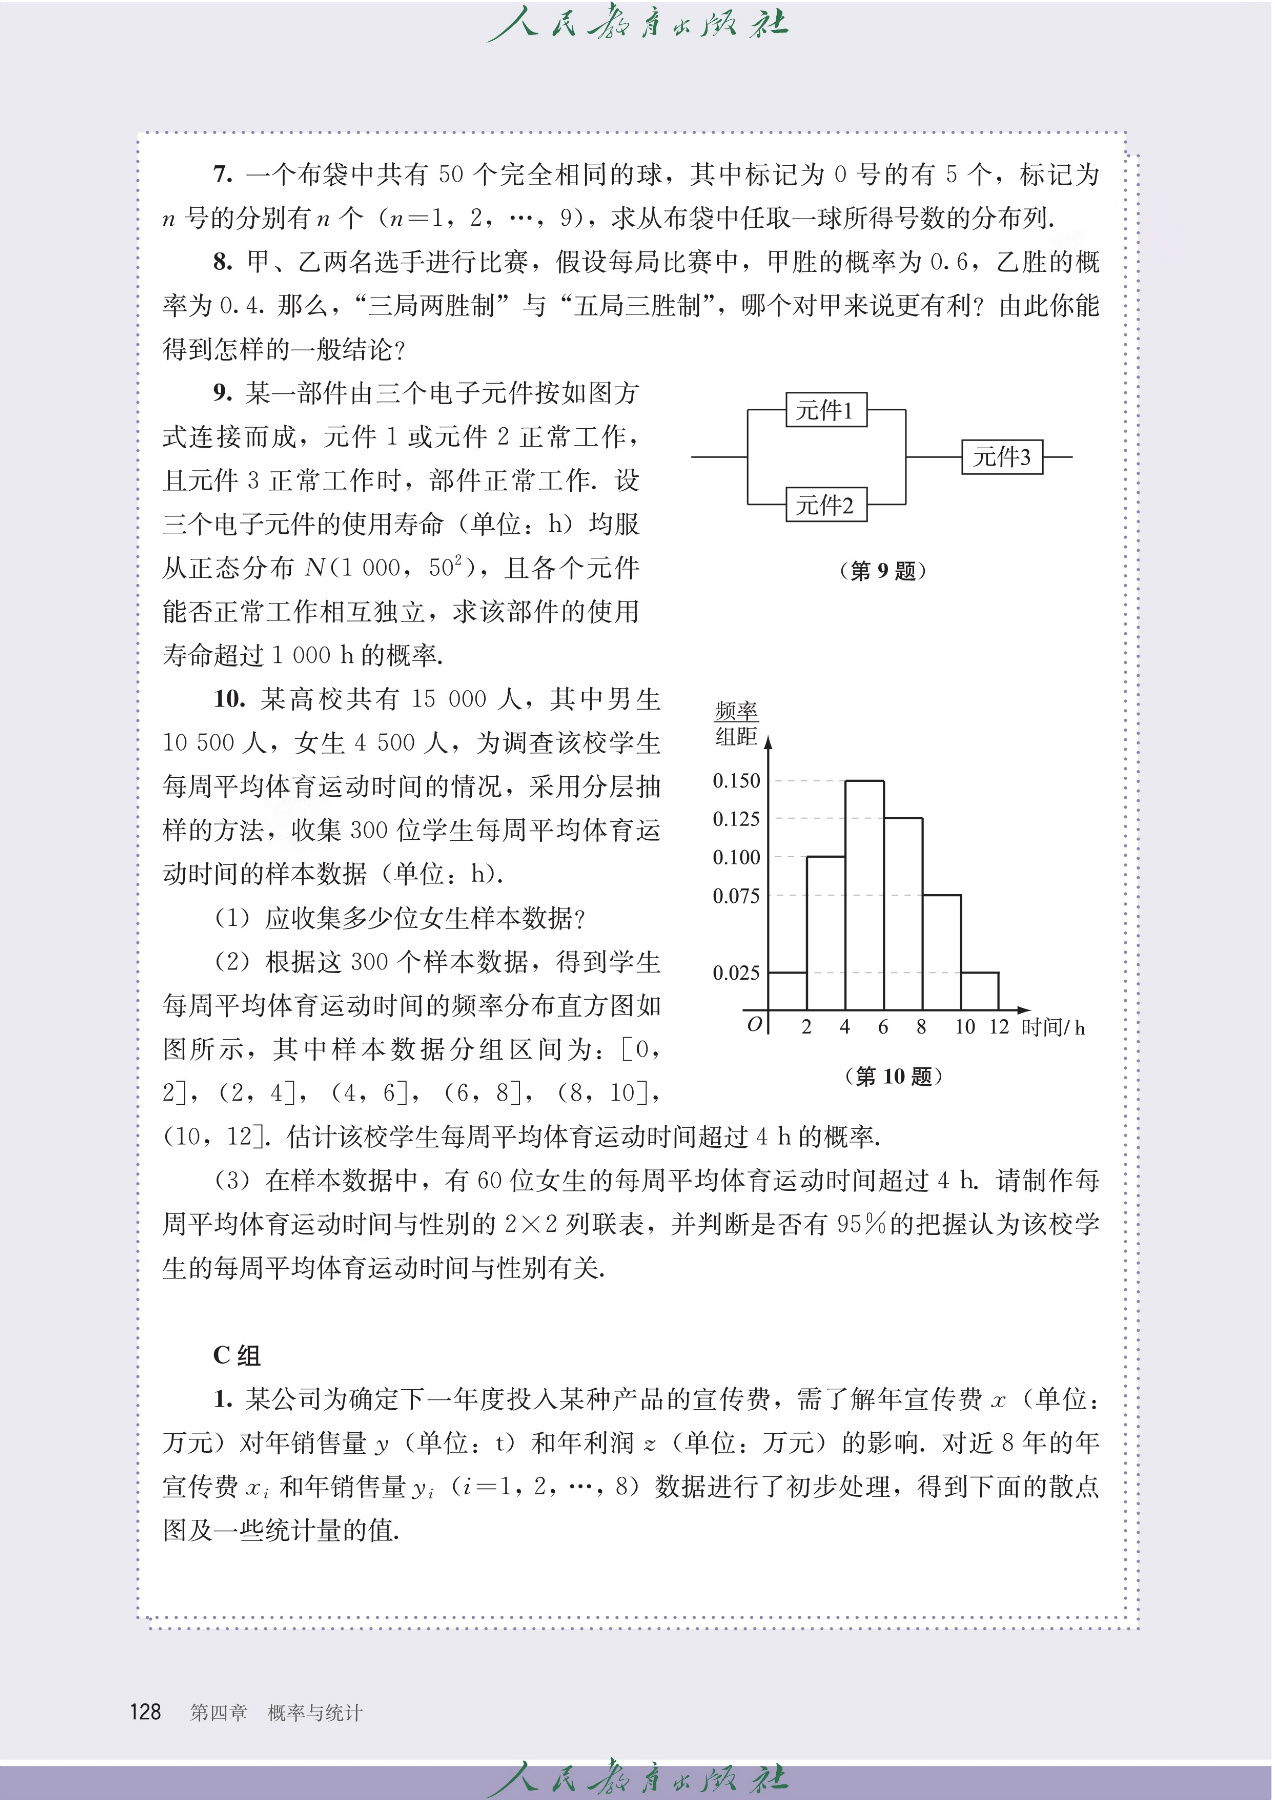 人民教育出版社
7. 一个布袋中共有 50 个完全相同的球，其中标记为 0 号的有 5 个，标记为
n 号的分别有 n 个（n＝1，2，…，9），求从布袋中任取一球所得号数的分布列.
8. 甲、乙两名选手进行比赛，假设每局比赛中，甲胜的概率为 0.6，乙胜的概
率为 0.4. 那么，“三局两胜制”与“五局三胜制”，哪个对甲来说更有利？由此你能
得到怎样的一般结论？
9. 某一部件由三个电子元件按如图方
式连接而成，元件 1 或元件 2 正常工作，
且元件 3 正常工作时，部件正常工作. 设
三个电子元件的使用寿命（单位：h）均服
从正态分布 N(1 000，50²），且各个元件
能否正常工作相互独立，求该部件的使用
寿命超过 1 000 h 的概率.
元件1
元件2
元件3
（第 9 题）
10. 某高校共有 15 000 人，其中男生
10 500 人，女生 4 500 人，为调查该校学生
每周平均体育运动时间的情况，采用分层抽
样的方法，收集 300 位学生每周平均体育运
动时间的样本数据（单位：h）.
（1）应收集多少位女生样本数据？
（2）根据这 300 个样本数据，得到学生
每周平均体育运动时间的频率分布直方图如
图所示，其中样本数据分组区间为：[0，
2]，（2，4]，（4，6]，（6，8]，（8，10]，
（10，12]. 估计该校学生每周平均体育运动时间超过 4 h 的概率.
频率
组距
0.150
0.125
0.100
0.075
0.025
O 2 4 6 8 10 12 时间/h
（第 10 题）
（3）在样本数据中，有 60 位女生的每周平均体育运动时间超过 4 h. 请制作每
周平均体育运动时间与性别的 2×2 列联表，并判断是否有 95%的把握认为该校学
生的每周平均体育运动时间与性别有关.
C 组
1. 某公司为确定下一年度投入某种产品的宣传费，需了解年宣传费 x（单位：
万元）对年销售量 y（单位：t）和年利润 z（单位：万元）的影响. 对近 8 年的年
宣传费 xᵢ 和年销售量 yᵢ（i＝1，2，…，8）数据进行了初步处理，得到下面的散点
图及一些统计量的值.
128 第四章 概率与统计
人民教育出版社